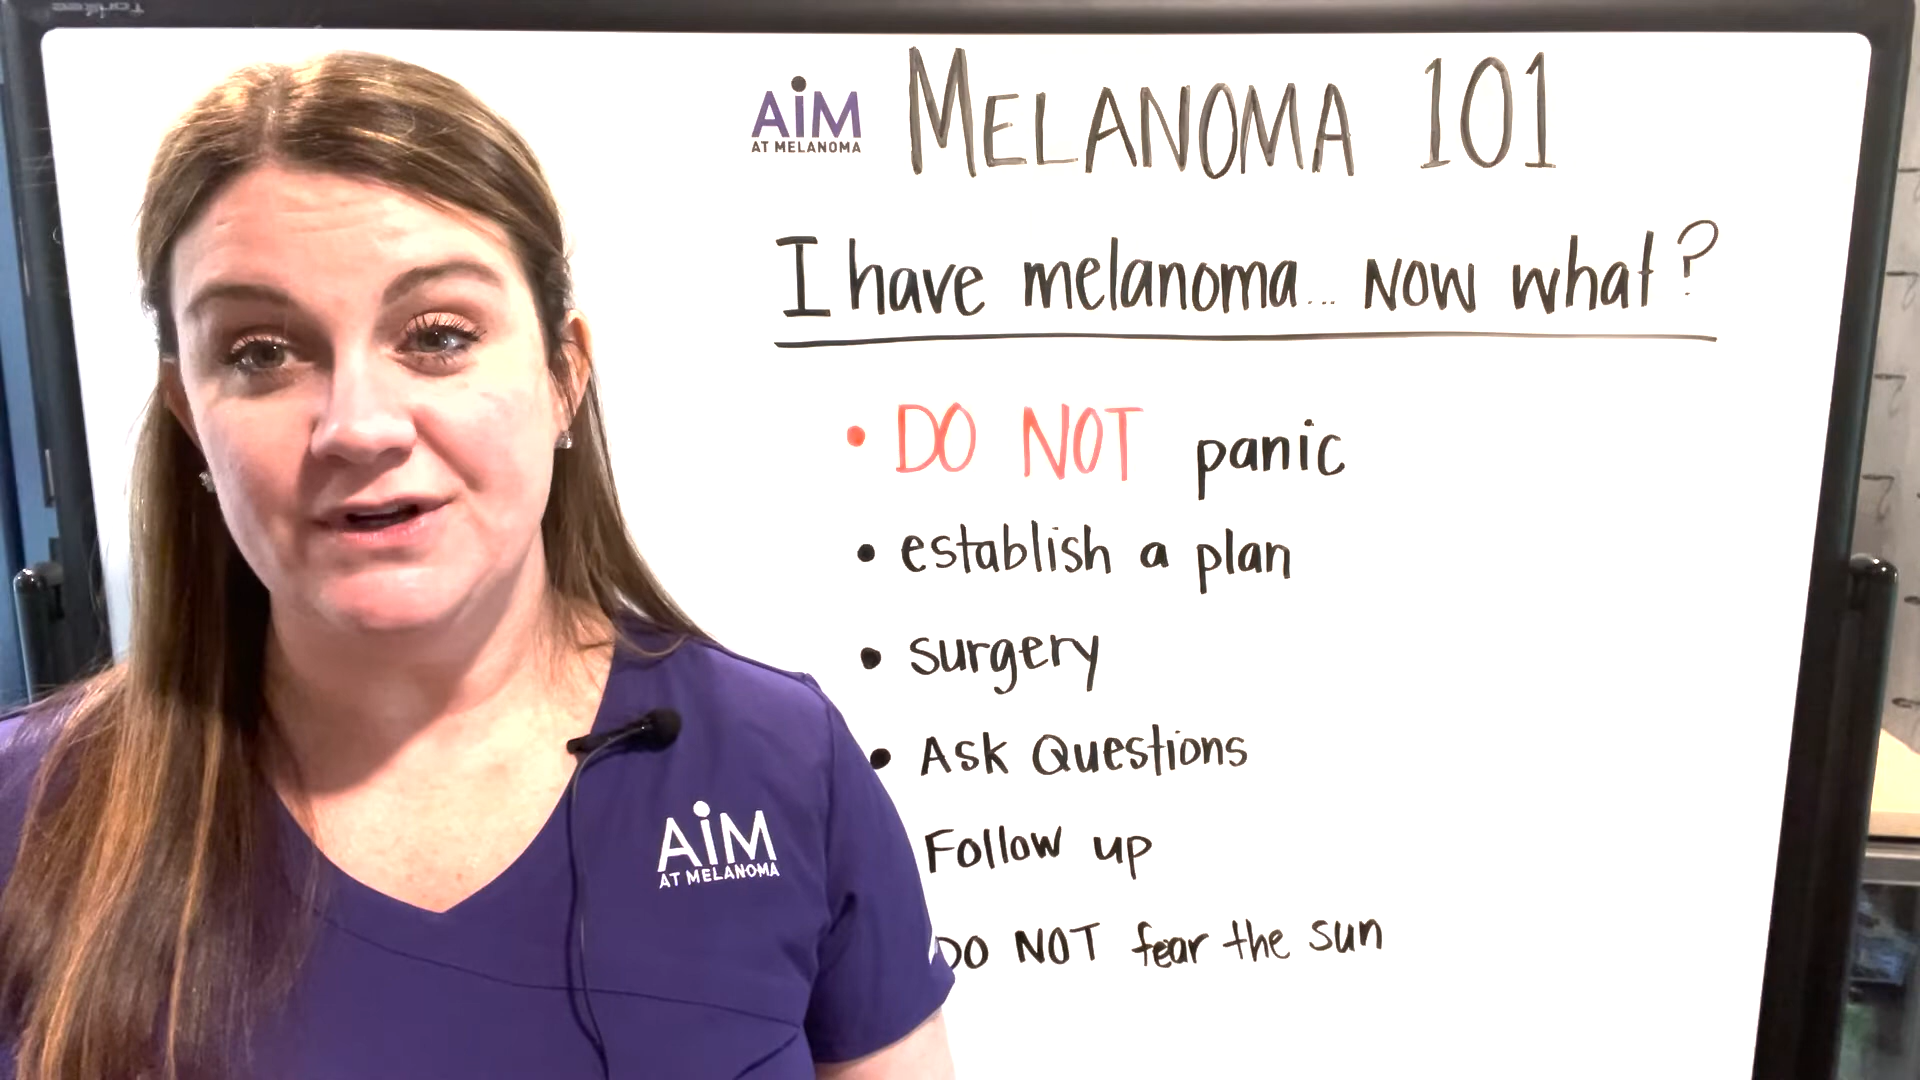 AiM
AT MELANOMA
MELANOMA 101
I have melanoma... NOW what?
• DO NOT panic
• establish a plan
• surgery
• Ask Questions
Follow up
DO NOT fear the sun
AiM
AT MELANOMA